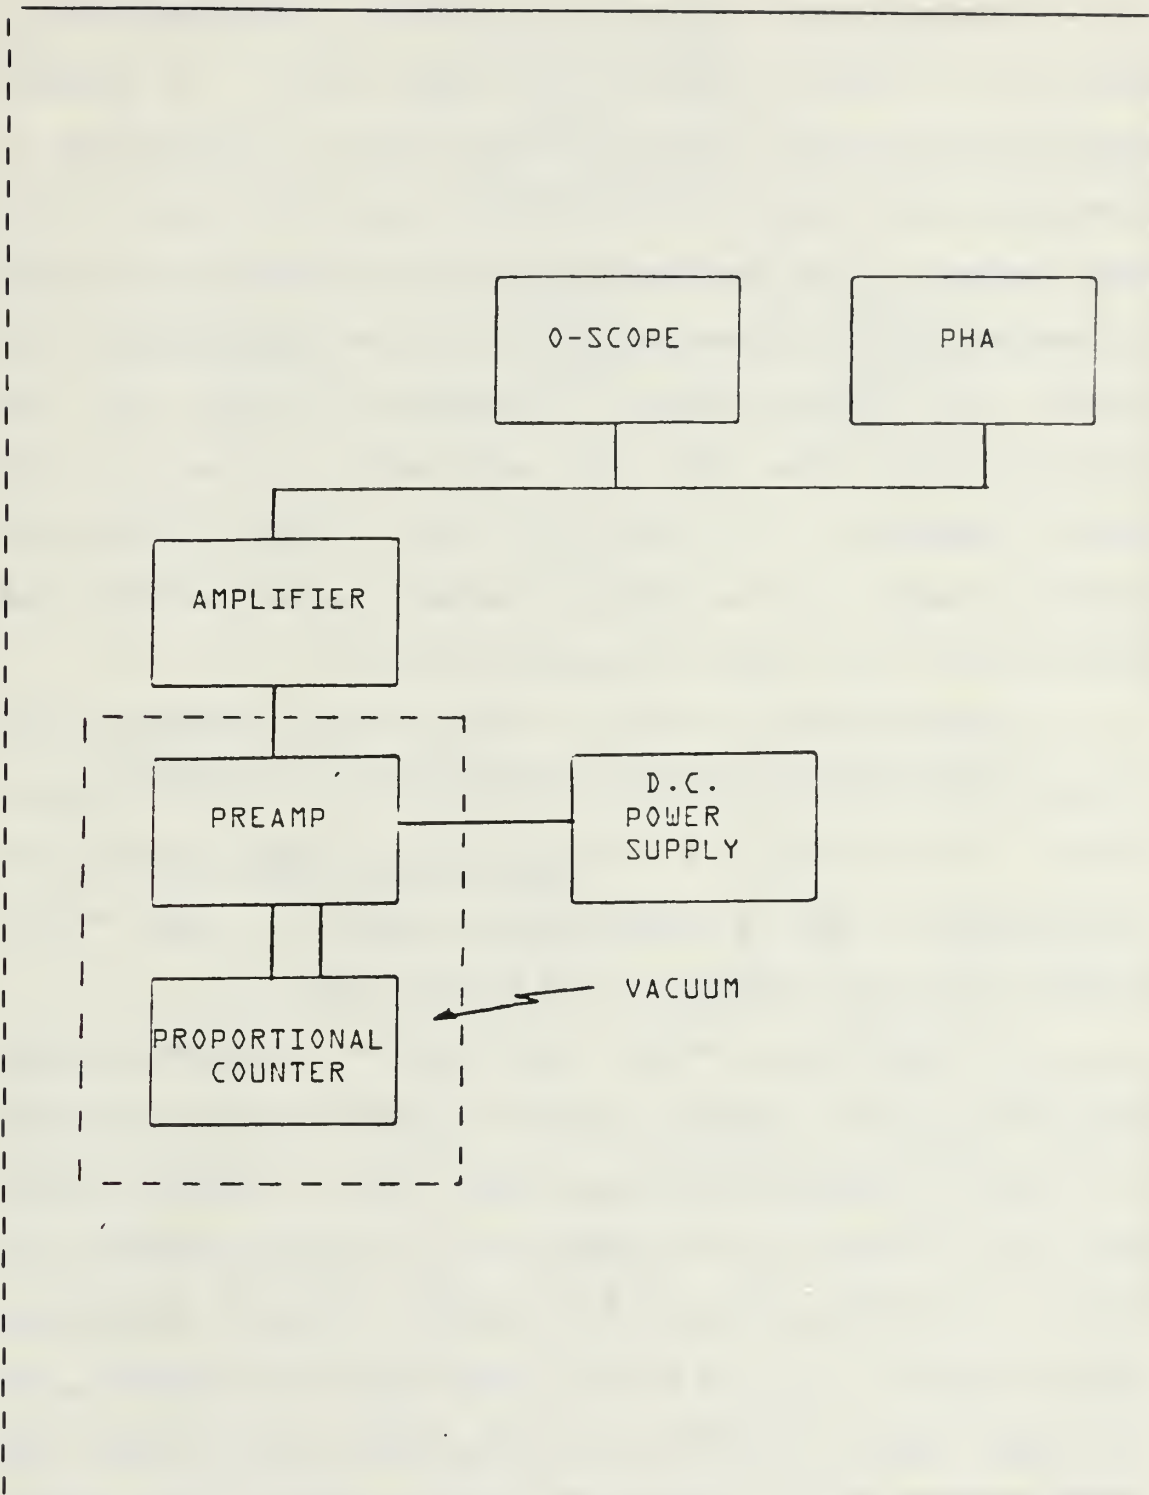 O-SCOPE
PHA
AMPLIFIER
PREAMP
D.C.
POWER
SUPPLY
VACUUM
PROPORTIONAL
COUNTER